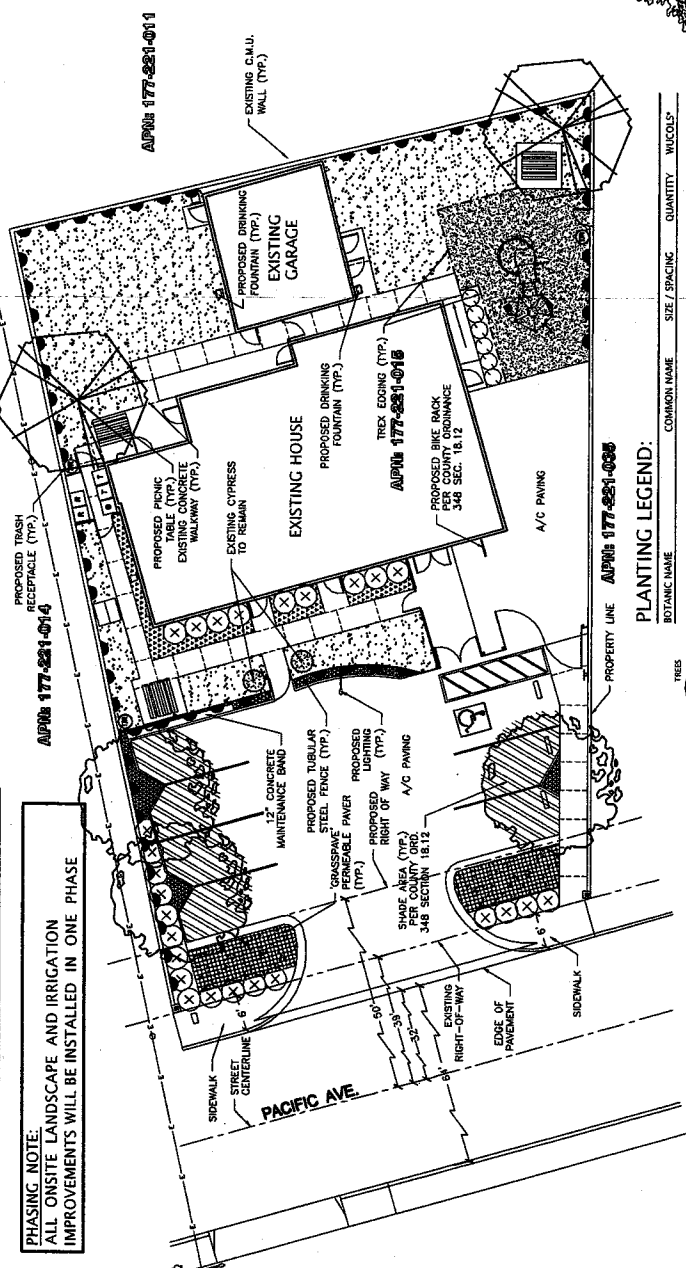 PHASING NOTE:
ALL ONSITE LANDSCAPE AND IRRIGATION
IMPROVEMENTS WILL BE INSTALLED IN ONE PHASE
APN: 177-221-014
PROPOSED TRASH
RECEPTACLE (TYP.)
APN: 177-221-011
EXISTING C.M.U.
WALL (TYP.)
PROPOSED DRINKING
FOUNTAIN (TYP.)
EXISTING
GARAGE
PROPOSED PICNIC
TABLE (TYP.)
EXISTING CONCRETE
WALKWAY (TYP.)
EXISTING CYPRESS
TO REMAIN
EXISTING HOUSE
PROPOSED DRINKING
FOUNTAIN (TYP.)
TREX EDGING (TYP.)
APN: 177-221-015
PROPOSED BIKE RACK
PER COUNTY ORDINANCE
348 SEC. 18.12
A/C PAVING
12" CONCRETE
MAINTENANCE BAND
PROPOSED TUBULAR
STEEL FENCE (TYP.)
'GRASSPAVE'
PERMEABLE PAVER
(TYP.)
PROPOSED
LIGHTING
(TYP.)
PROPOSED
RIGHT OF WAY
A/C PAVING
SHADE AREA (TYP.)
PER COUNTY ORD.
348 SECTION 18.12
SIDEWALK
6'
STREET
CENTERLINE
PACIFIC AVE.
50'
39'
32'
64'
EXISTING
RIGHT-OF-WAY
EDGE OF
PAVEMENT
6'
SIDEWALK
PROPERTY LINE
APN: 177-221-035
PLANTING LEGEND:
BOTANIC NAME COMMON NAME SIZE / SPACING QUANTITY WUCOLS*
TREES